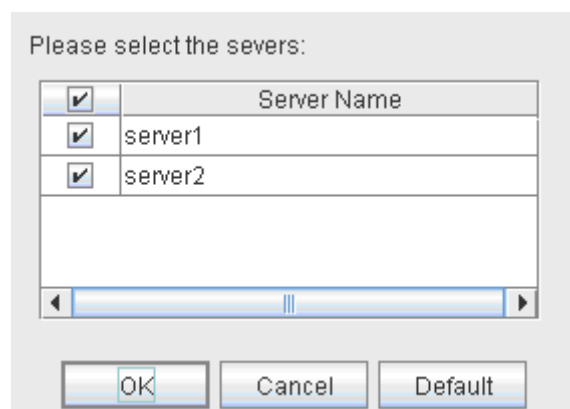 Please select the severs:
Server Name
server1
server2
OK Cancel Default